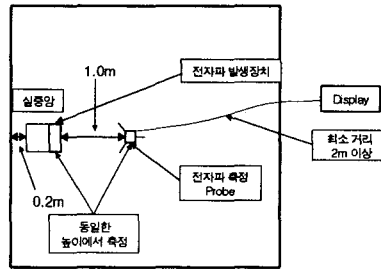 1.0m
전자파 발생장치
실중앙
Display
최소 거리
2m 이상
0.2m
전자파 측정
Probe
동일한
높이에서 측정